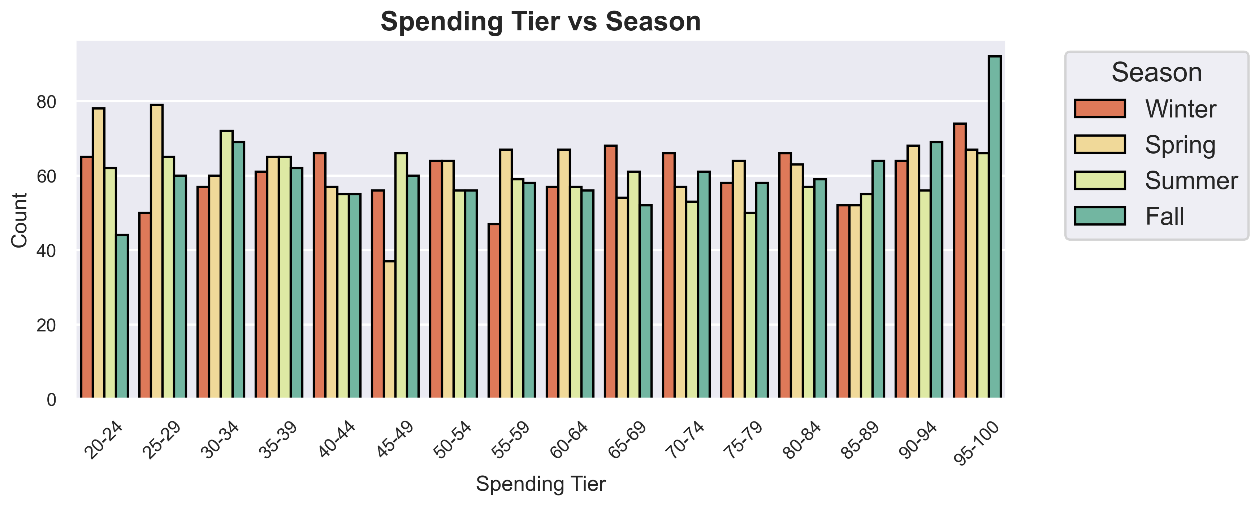 Spending Tier vs Season
Season
Winter
Spring
Summer
Fall
Count
80
60
40
20
0
20-24
25-29
30-34
35-39
40-44
45-49
50-54
55-59
60-64
65-69
70-74
75-79
80-84
85-89
90-94
95-100
Spending Tier